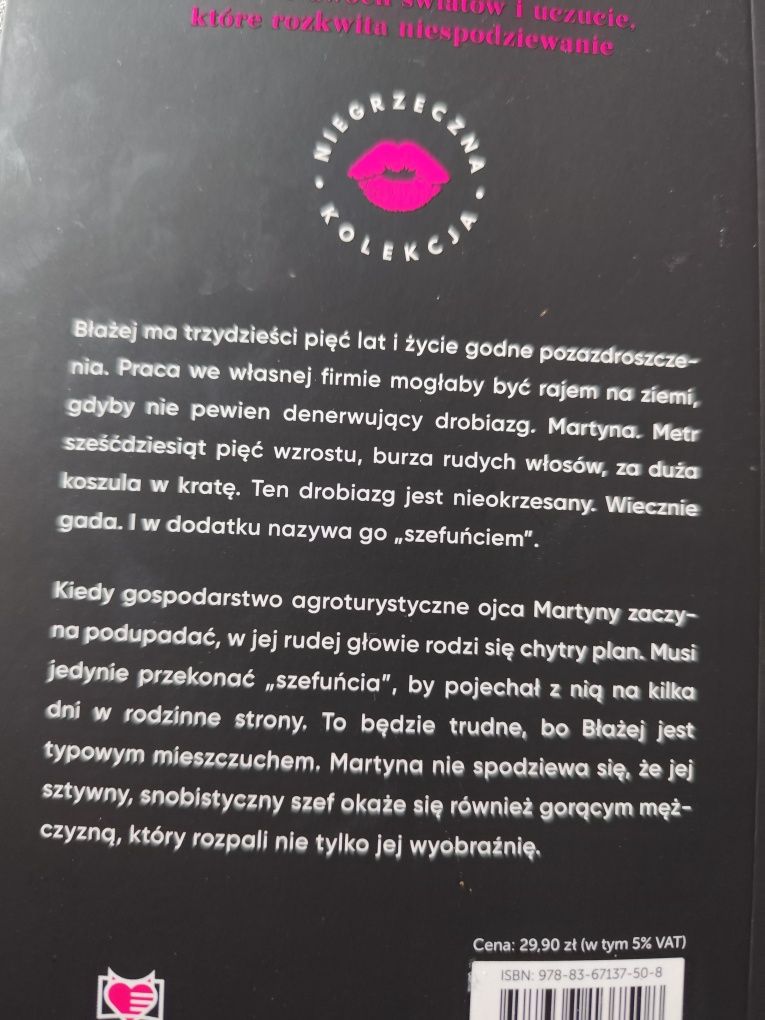 światów i uczucie,
które rozkwita niespodziewanie
NIEGRZECZNA
KOLEKCJA
Błażej ma trzydzieści pięć lat i życie godne pozazdroszcze-
nia. Praca we własnej firmie mogłaby być rajem na ziemi,
gdyby nie pewien denerwujący drobiazg. Martyna. Metr
sześćdziesiąt pięć wzrostu, burza rudych włosów, za duża
koszula w kratę. Ten drobiazg jest nieokrzesany. Wiecznie
gada. I w dodatku nazywa go „szefuńciem”.
Kiedy gospodarstwo agroturystyczne ojca Martyny zaczy-
na podupadać, w jej rudej głowie rodzi się chytry plan. Musi
jedynie przekonać „szefuńcia”, by pojechał z nią na kilka
dni w rodzinne strony. To będzie trudne, bo Błażej jest
typowym mieszczuchem. Martyna nie spodziewa się, że jej
sztywny, snobistyczny szef okaże się również gorącym męż-
czyzną, który rozpali nie tylko jej wyobraźnię.
Cena: 29,90 zł (w tym 5% VAT)
ISBN: 978-83-67137-50-8